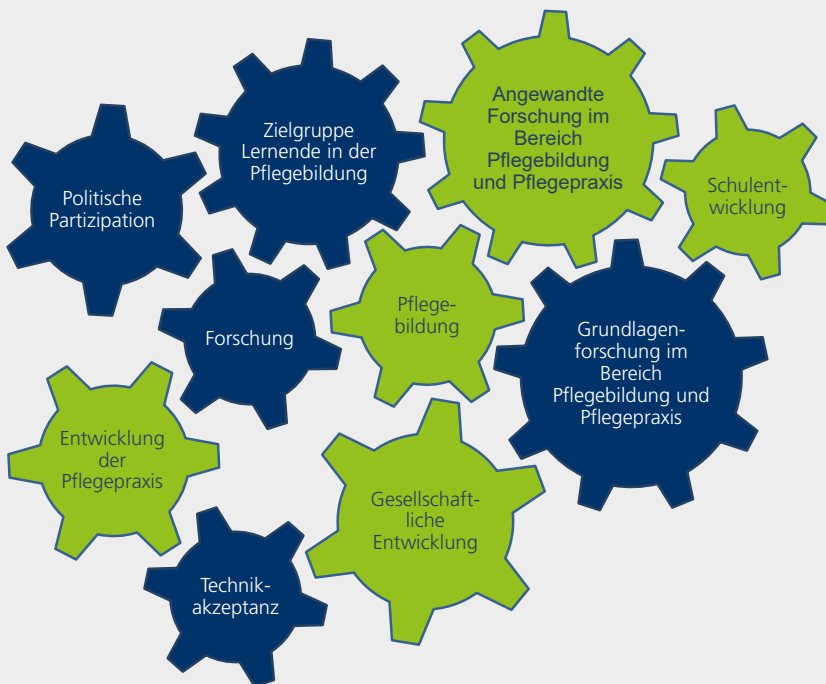 Politische
Partizipation
Zielgruppe
Lernende in der
Pflegebildung
Angewandte
Forschung im
Bereich
Pflegebildung
und Pflegepraxis
Schulent-
wicklung
Forschung
Pflege-
bildung
Grundlagen-
forschung im
Bereich
Pflegebildung und
Pflegepraxis
Entwicklung
der
Pflegepraxis
Gesellschaft-
liche
Entwicklung
Technik-
akzeptanz